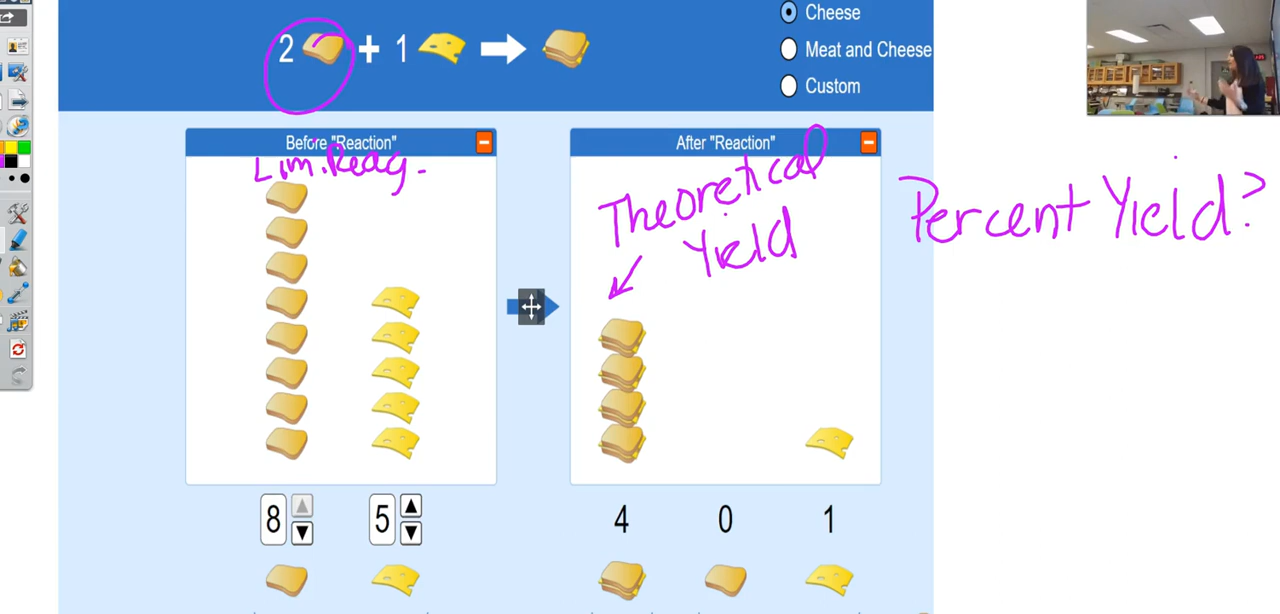 2 + 1
Cheese
Meat and Cheese
Custom
Before "Reaction"
After "Reaction"
Lim. Reag.
Theoretical
Yield
Percent Yield?
8 5
4 0 1